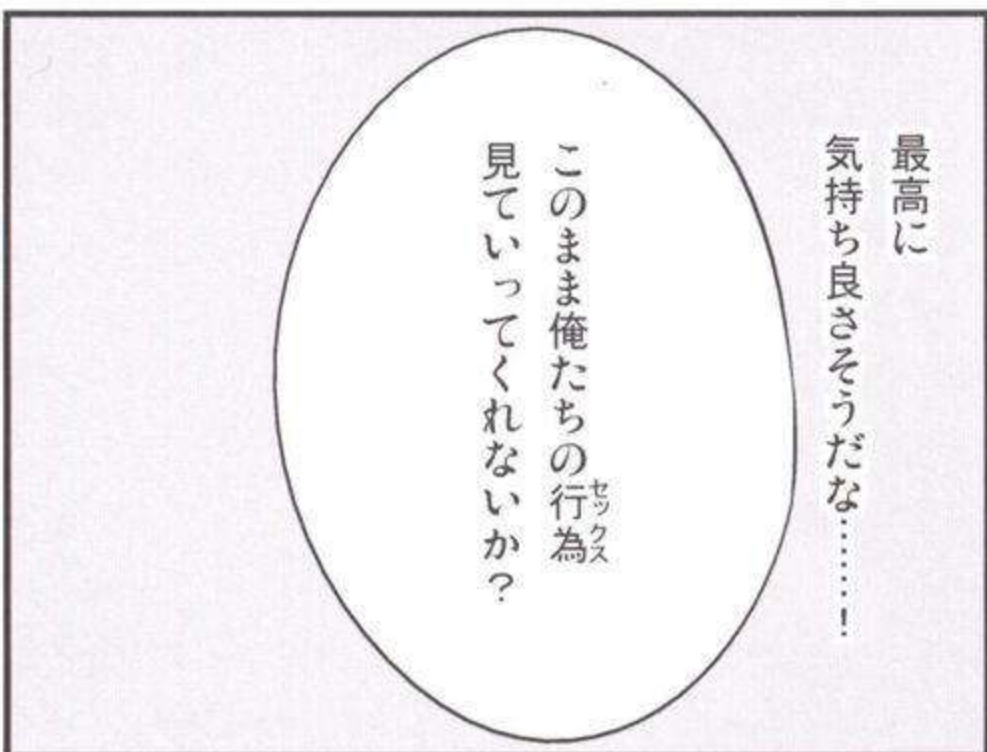 最高に
気持ち良さそうだな………！
このまま俺たちの行為
セックス
見ていってくれないか？